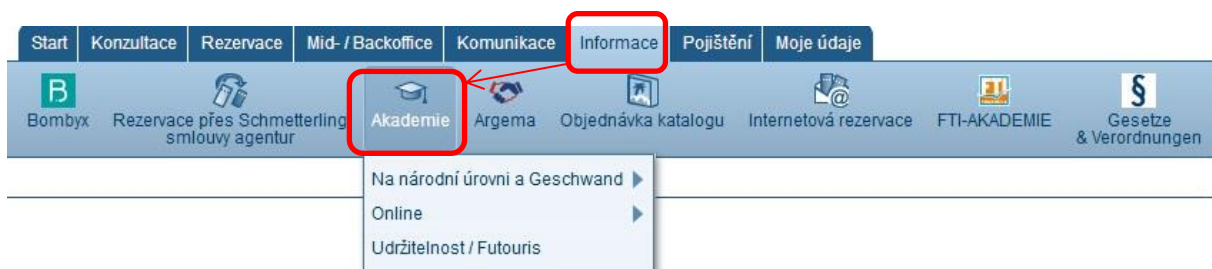 Start Konzultace Rezervace Mid- / Backoffice Komunikace Informace Pojištění Moje údaje
B @ 31 §
Bombyx Rezervace přes Schmetterling Akademie Argema Objednávka katalogu Internetová rezervace FTI-AKADEMIE Gesetze
smlouvy agentur & Verordnungen
Na národní úrovni a Geschwand
Online
Udržitelnost / Futouris